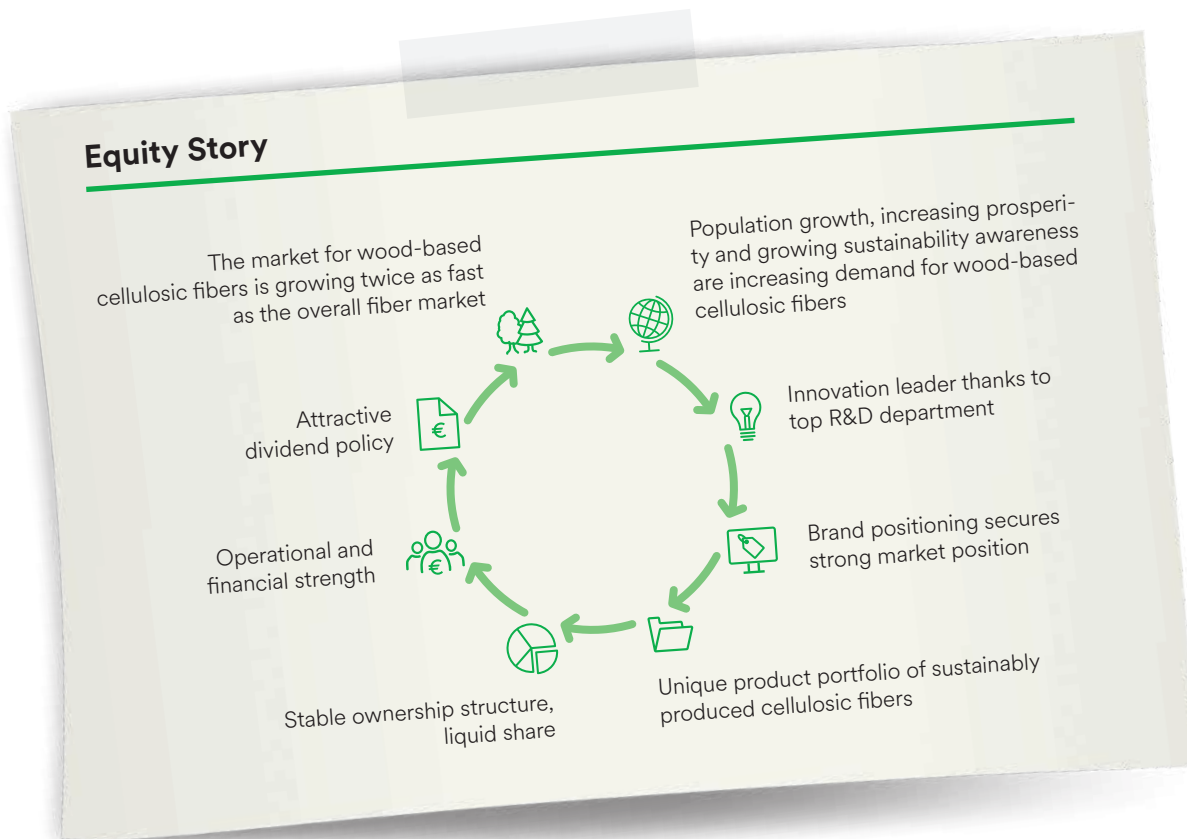 Equity Story
The market for wood-based
cellulosic fibers is growing twice as fast
as the overall fiber market
Population growth, increasing prosperi-
ty and growing sustainability awareness
are increasing demand for wood-based
cellulosic fibers
Innovation leader thanks to
top R&D department
Brand positioning secures
strong market position
Unique product portfolio of sustainably
produced cellulosic fibers
Stable ownership structure,
liquid share
€
Operational and
financial strength
€
Attractive
dividend policy